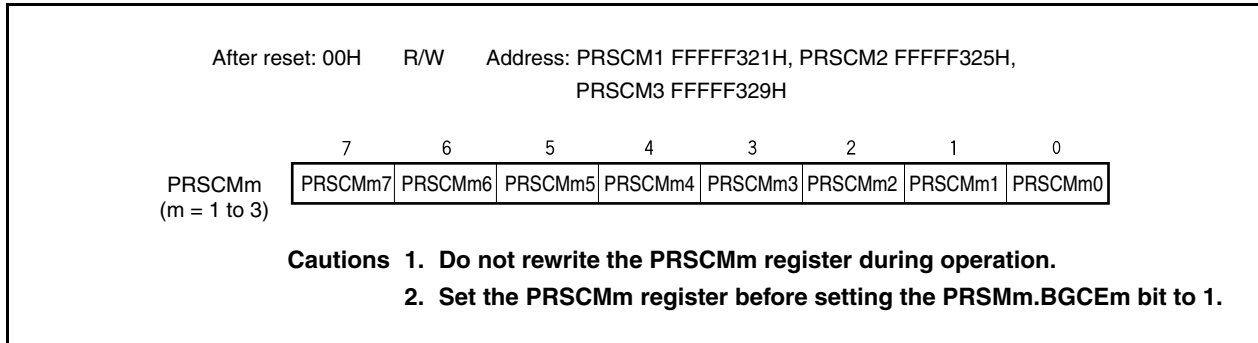 After reset: 00H R/W Address: PRSCM1 FFFFF321H, PRSCM2 FFFFF325H,
PRSCM3 FFFFF329H
7 6 5 4 3 2 1 0
PRSCMm PRSCMm7 PRSCMm6 PRSCMm5 PRSCMm4 PRSCMm3 PRSCMm2 PRSCMm1 PRSCMm0
(m = 1 to 3)
Cautions 1. Do not rewrite the PRSCMm register during operation.
2. Set the PRSCMm register before setting the PRSMm.BGCEm bit to 1.